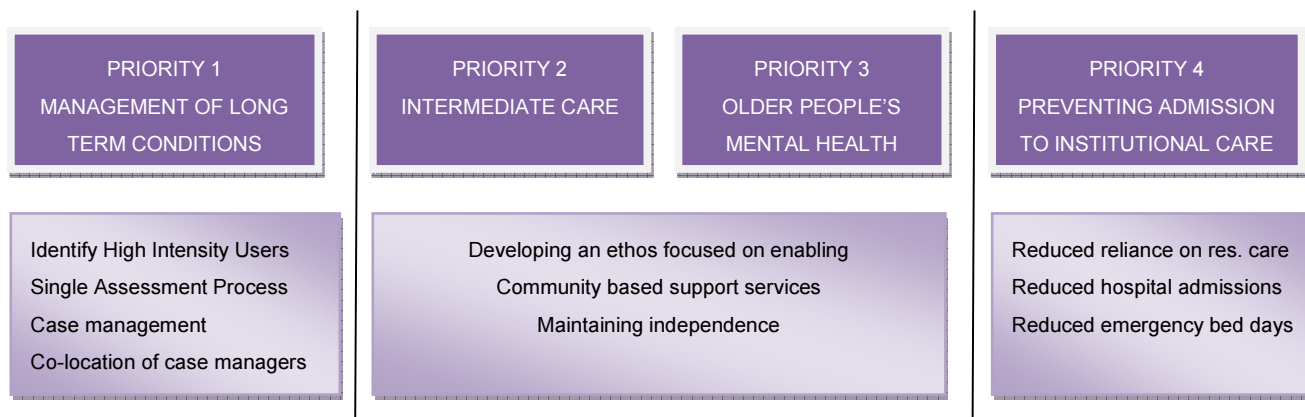 PRIORITY 1
MANAGEMENT OF LONG
TERM CONDITIONS
PRIORITY 2
INTERMEDIATE CARE
PRIORITY 3
OLDER PEOPLE’S
MENTAL HEALTH
PRIORITY 4
PREVENTING ADMISSION
TO INSTITUTIONAL CARE
Identify High Intensity Users
Single Assessment Process
Case management
Co-location of case managers
Developing an ethos focused on enabling
Community based support services
Maintaining independence
Reduced reliance on res. care
Reduced hospital admissions
Reduced emergency bed days